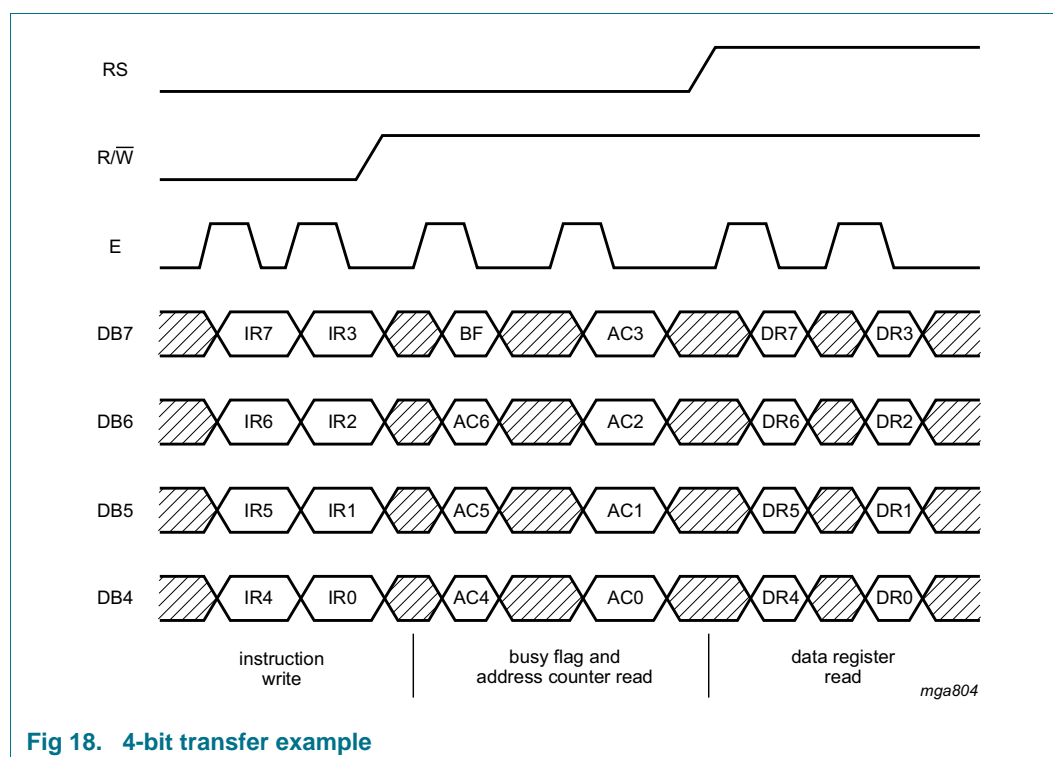 RS
R/W̅
E
DB7 IR7 IR3 BF AC3 DR7 DR3
DB6 IR6 IR2 AC6 AC2 DR6 DR2
DB5 IR5 IR1 AC5 AC1 DR5 DR1
DB4 IR4 IR0 AC4 AC0 DR4 DR0
instruction
write
busy flag and
address counter read
data register
read
mga804
Fig 18. 4-bit transfer example